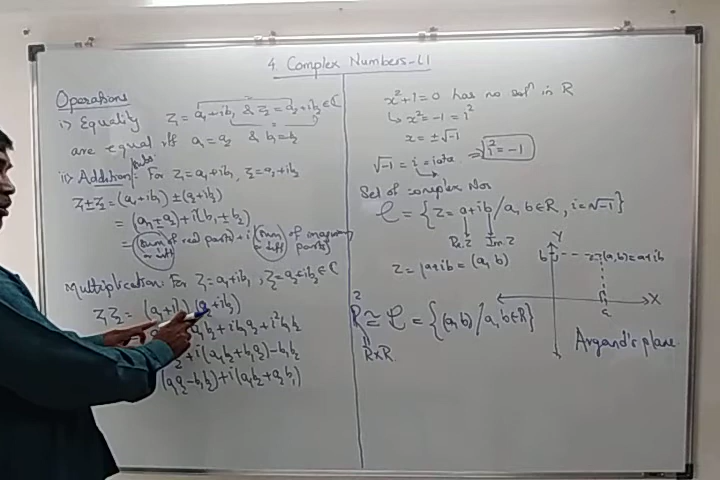 4. Complex Numbers-L1
Operations
i) Equality z₁ = a₁+ib₁ & z₂ = a₂+ib₂ ∈ ℂ
are equal iff a₁ = a₂ & b₁ = b₂
ii) Addition: For z₁ = a₁+ib₁, z₂ = a₂+ib₂
z₁±z₂ = (a₁+ib₁) ± (a₂+ib₂)
= (a₁±a₂)+i(b₁±b₂)
= (sum or diff of real parts)+i(sum or diff of imaginary parts)
Multiplication: For z₁ = a₁+ib₁, z₂ = a₂+ib₂ ∈ ℂ
z₁z₂ = (a₁+ib₁)(a₂+ib₂)
b₂+ib₁a₂+i²b₁b₂
₂+i(a₁b₂+b₁a₂)-b₁b₂
(a₁a₂-b₁b₂)+i(a₁b₂+a₂b₁)
x²+1=0 has no solⁿ in R
↳ x² = -1 = i²
x = ±√-1
√-1 = i = iota ⇒ i² = -1
Set of complex Nos
ℂ = {z = a+ib / a, b ∈ R, i = √-1}
Re.z Im.z
z = a+ib = (a, b)
R² ≅ ℂ = {(a,b) / a, b ∈ R}
R×R
Y
b z=(a,b)=a+ib
X
a
Argand's plane